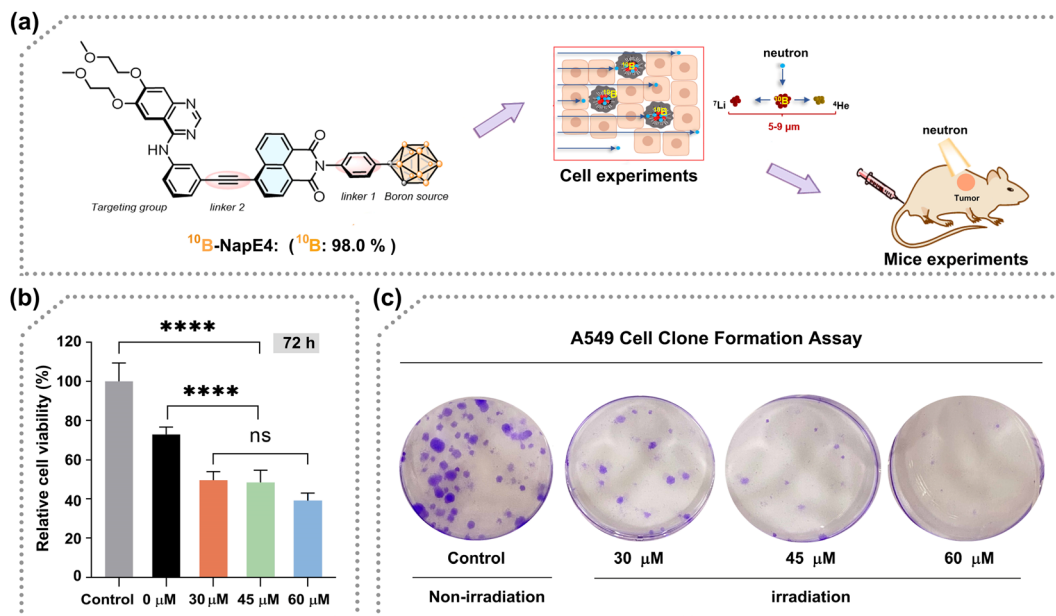 (a)
O
O
O
O
N
N
HN
O
N
O
Targeting group
linker 2
linker 1
Boron source
¹⁰B-NapE4: (¹⁰B: 98.0 %)
¹⁰B
¹⁰B
¹⁰B
Cell experiments
neutron
⁷Li
¹⁰B
⁴He
5-9 μm
neutron
Tumor
Mice experiments
(b)
72 h
****
****
ns
Relative cell viability (%)
120
100
80
60
40
20
0
Control 0 μM 30 μM 45 μM 60 μM
(c)
A549 Cell Clone Formation Assay
Control 30 μM 45 μM 60 μM
Non-irradiation irradiation